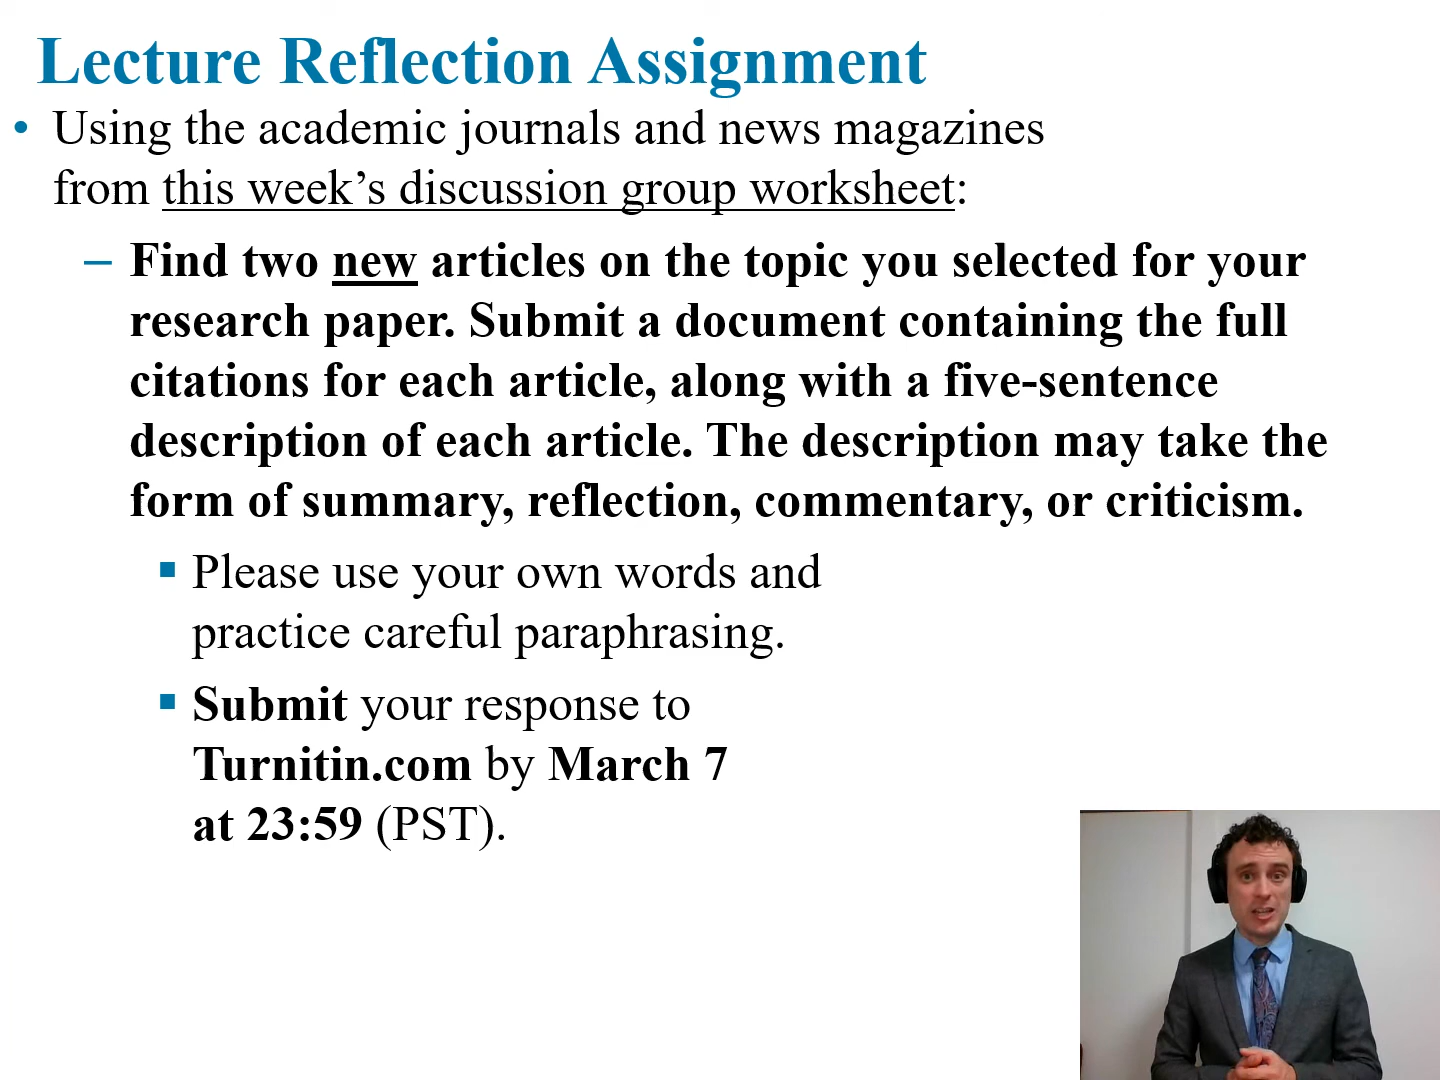 Lecture Reflection Assignment
• Using the academic journals and news magazines
from this week’s discussion group worksheet:
– Find two new articles on the topic you selected for your
research paper. Submit a document containing the full
citations for each article, along with a five-sentence
description of each article. The description may take the
form of summary, reflection, commentary, or criticism.
▪ Please use your own words and
practice careful paraphrasing.
▪ Submit your response to
Turnitin.com by March 7
at 23:59 (PST).